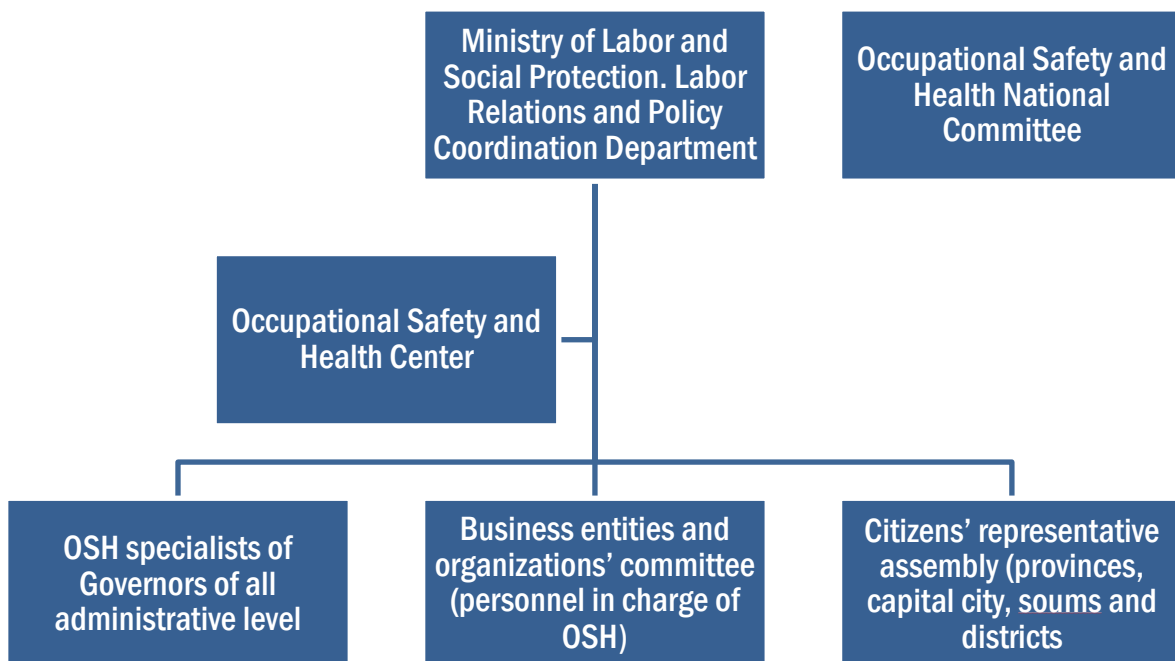 Ministry of Labor and
Social Protection. Labor
Relations and Policy
Coordination Department
Occupational Safety and
Health National
Committee
Occupational Safety and
Health Center
OSH specialists of
Governors of all
administrative level
Business entities and
organizations’ committee
(personnel in charge of
OSH)
Citizens’ representative
assembly (provinces,
capital city, soums and
districts